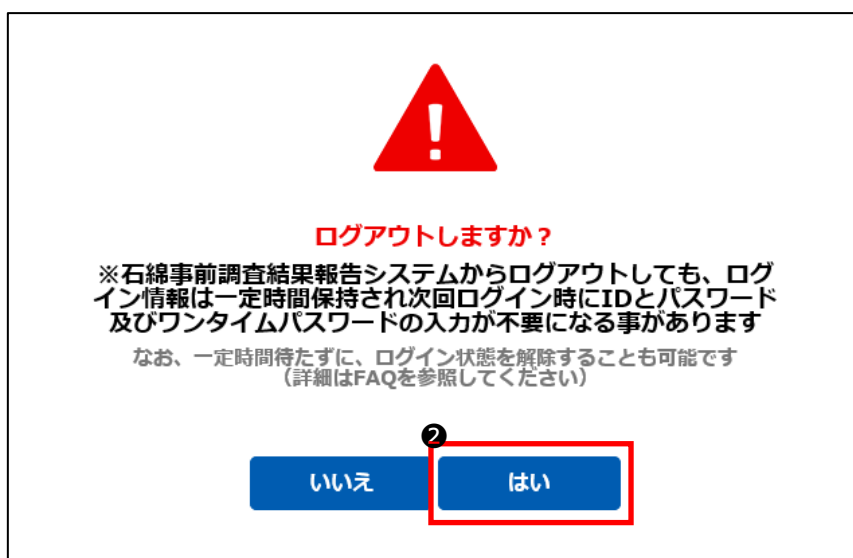 ログアウトしますか？
※石綿事前調査結果報告システムからログアウトしても、ログ
イン情報は一定時間保持され次回ログイン時にIDとパスワード
及びワンタイムパスワードの入力が不要になる事があります
なお、一定時間待たずに、ログイン状態を解除することも可能です
（詳細はFAQを参照してください）
❷
いいえ はい